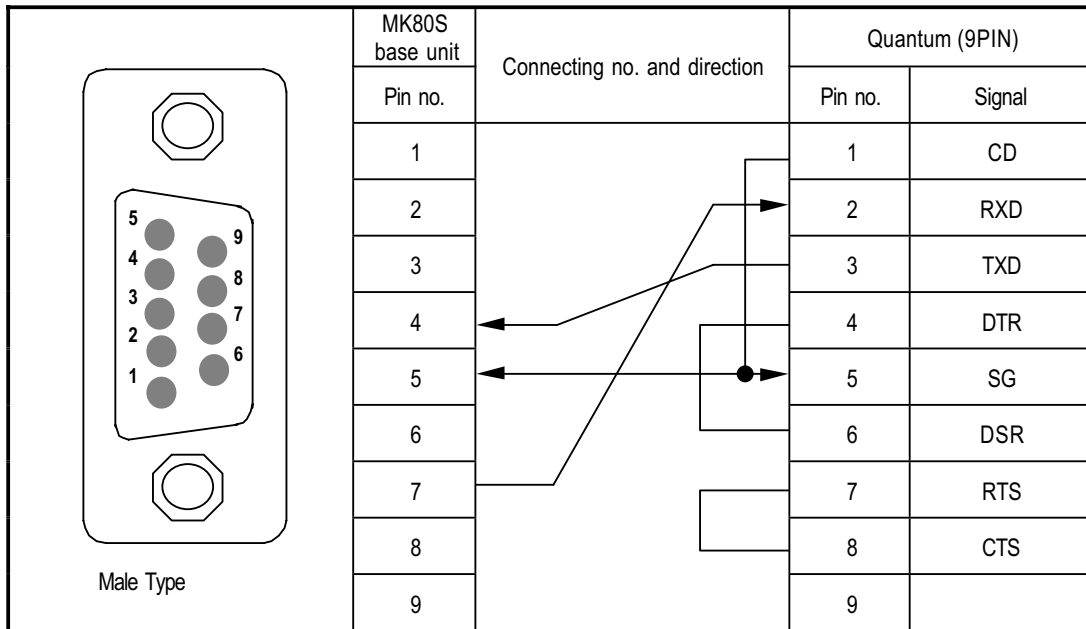 MK80S
base unit
Connecting no. and direction
Quantum (9PIN)
Pin no.
Pin no.
Signal
1
1
CD
2
2
RXD
3
3
TXD
4
4
DTR
5
5
SG
6
6
DSR
7
7
RTS
8
8
CTS
9
9
5
9
4
8
3
7
2
6
1
Male Type